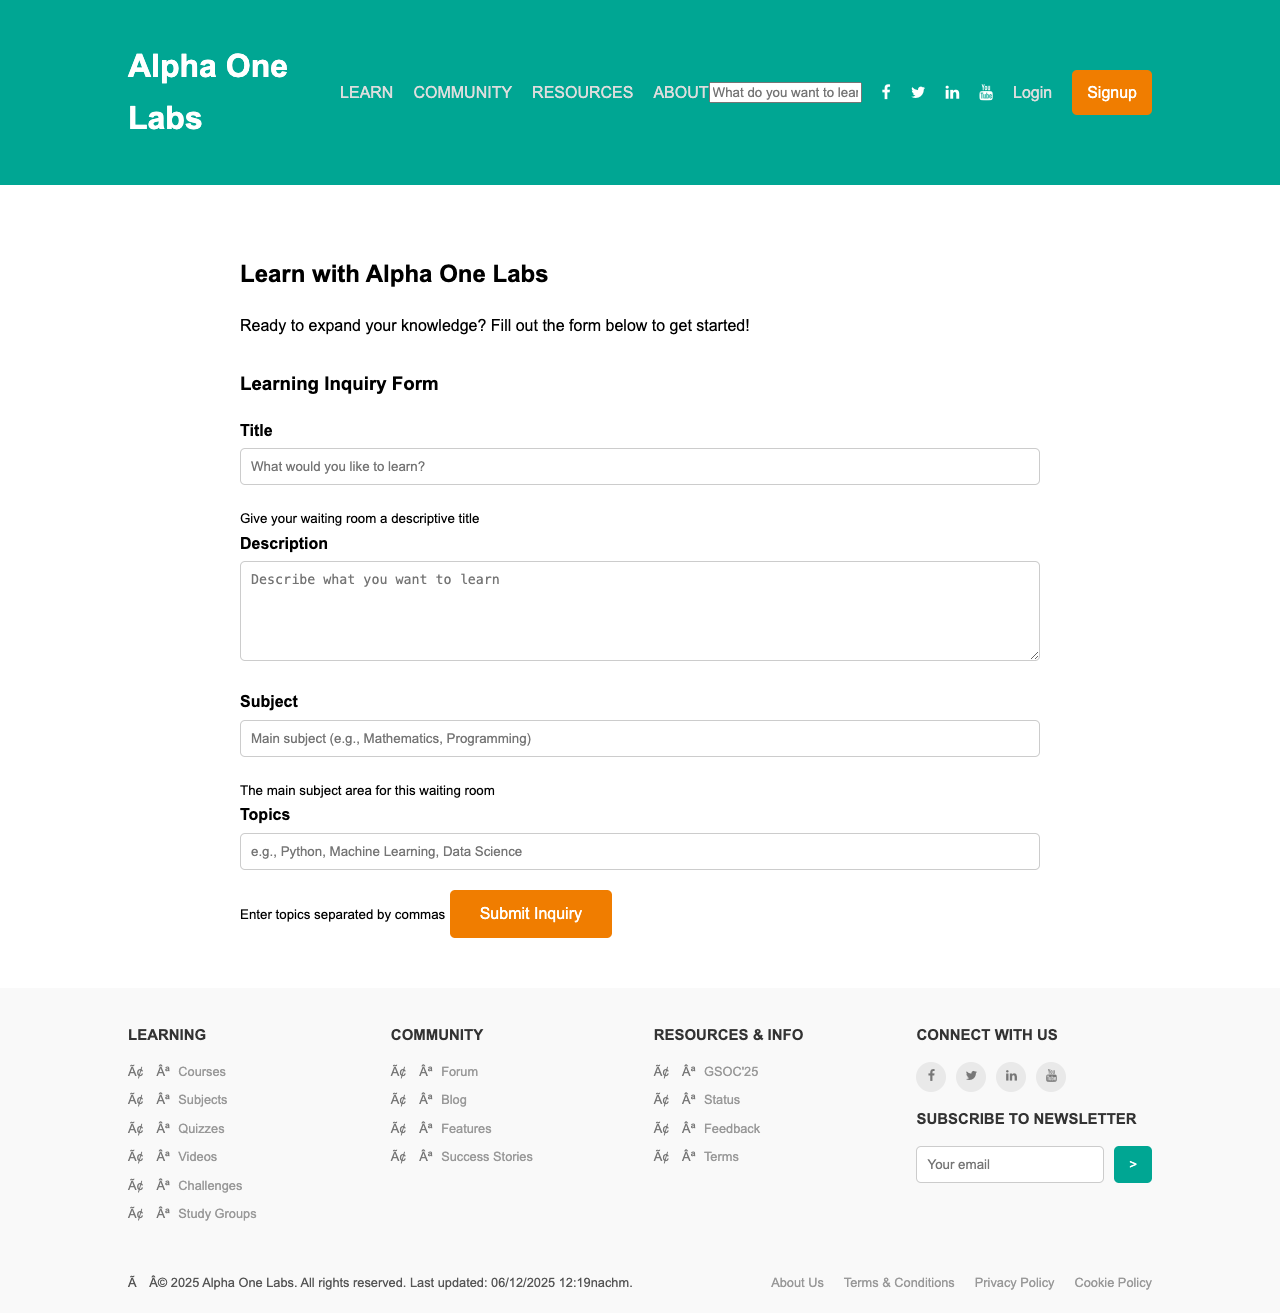 Alpha One
Labs
LEARN COMMUNITY RESOURCES ABOUT What do you want to lear Login Signup
Learn with Alpha One Labs
Ready to expand your knowledge? Fill out the form below to get started!
Learning Inquiry Form
Title
What would you like to learn?
Give your waiting room a descriptive title
Description
Describe what you want to learn
Subject
Main subject (e.g., Mathematics, Programming)
The main subject area for this waiting room
Topics
e.g., Python, Machine Learning, Data Science
Enter topics separated by commas Submit Inquiry
LEARNING
Ã¢ Âª Courses
Ã¢ Âª Subjects
Ã¢ Âª Quizzes
Ã¢ Âª Videos
Ã¢ Âª Challenges
Ã¢ Âª Study Groups
COMMUNITY
Ã¢ Âª Forum
Ã¢ Âª Blog
Ã¢ Âª Features
Ã¢ Âª Success Stories
RESOURCES & INFO
Ã¢ Âª GSOC'25
Ã¢ Âª Status
Ã¢ Âª Feedback
Ã¢ Âª Terms
CONNECT WITH US
SUBSCRIBE TO NEWSLETTER
Your email >
Ã Â© 2025 Alpha One Labs. All rights reserved. Last updated: 06/12/2025 12:19nachm.
About Us Terms & Conditions Privacy Policy Cookie Policy